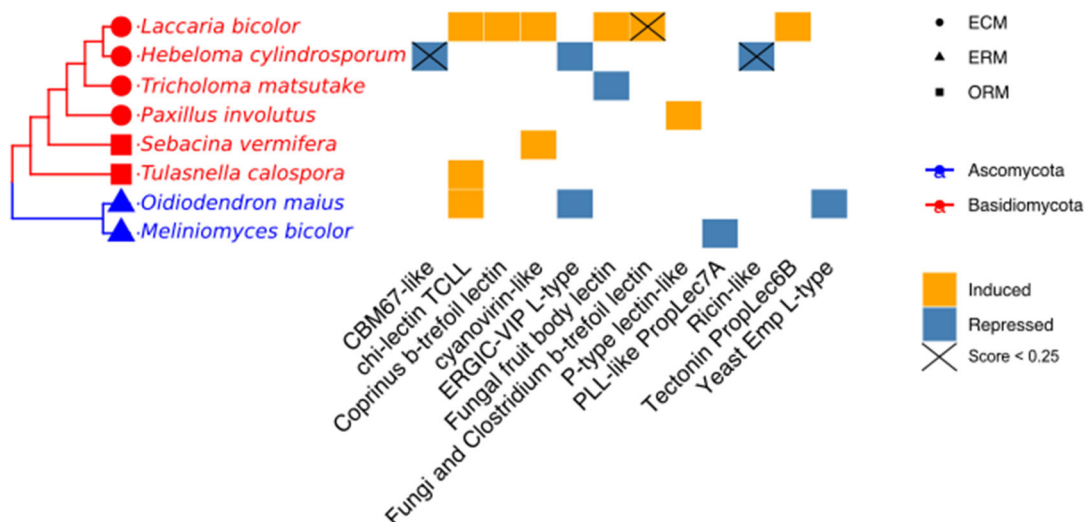 Laccaria bicolor
Hebeloma cylindrosporum
Tricholoma matsutake
Paxillus involutus
Sebacina vermifera
Tulasnella calospora
Oidiodendron maius
Meliniomyces bicolor
CBM67-like
chi-lectin TCLL
Coprinus b-trefoil lectin
cyanovirin-like
ERGIC-VIP L-type
Fungal fruit body lectin
Fungi and Clostridium b-trefoil lectin
P-type lectin-like
PLL-like PropLec7A
Ricin-like
Tectonin PropLec6B
Yeast Emp L-type
ECM
ERM
ORM
a Ascomycota
a Basidiomycota
Induced
Repressed
Score < 0.25